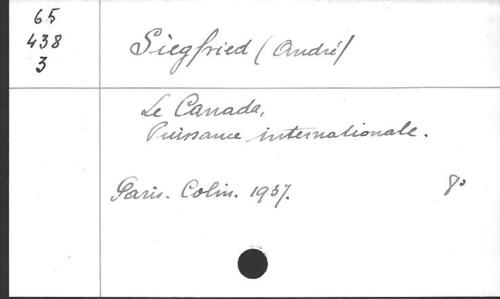 65
438
3
Siegfried (André)
Le Canada,
Puissance internationale.
Paris. Colin. 1937. 8°